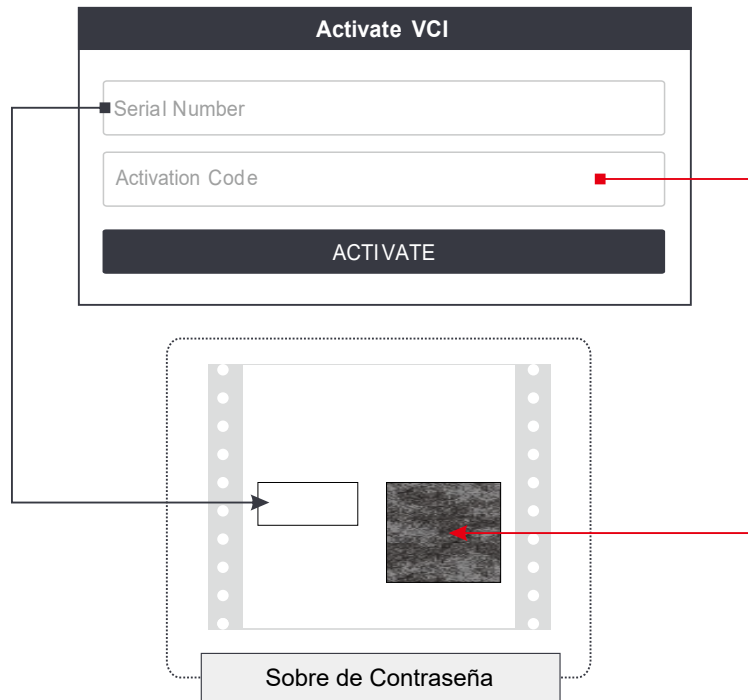 Activate VCI
Serial Number
Activation Code
ACTIVATE
Sobre de Contraseña